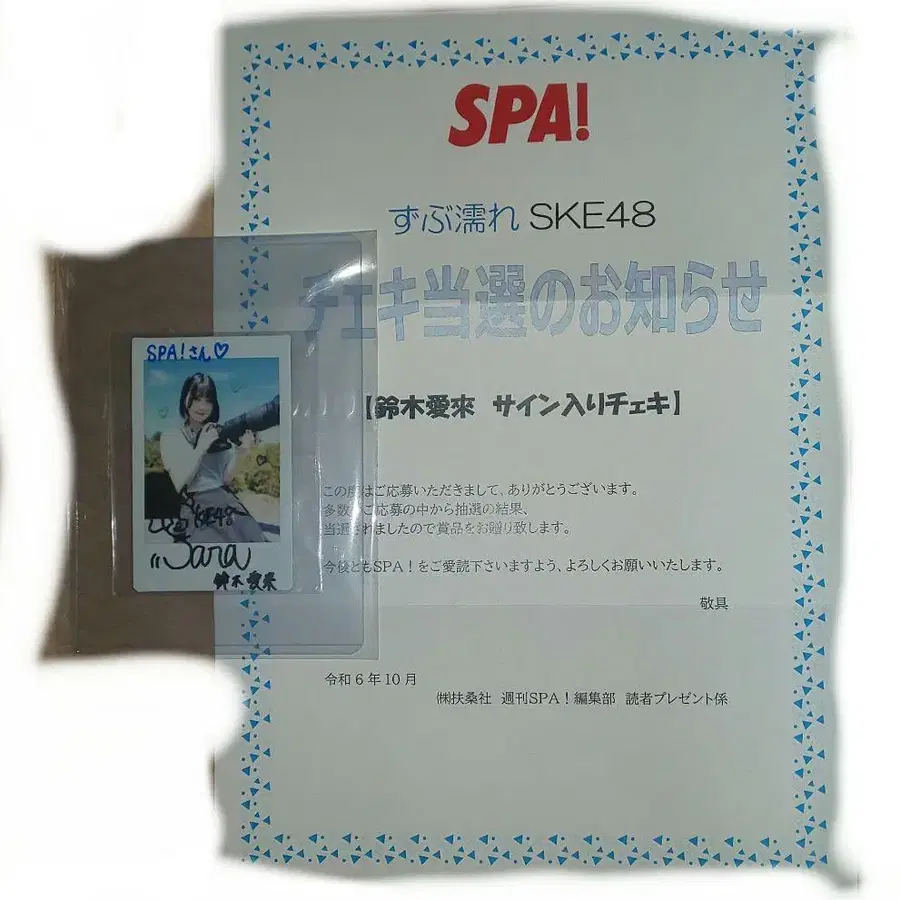 SPA!
ずぶ濡れ SKE48
チェキ当選のお知らせ
【鈴木愛來 サイン入りチェキ】
この度はご応募いただきまして、ありがとうございます。
多数のご応募の中から抽選の結果、
当選されましたので賞品をお贈り致します。
今後ともSPA!をご愛読下さいますよう、よろしくお願いいたします。
敬具
令和6年10月
㈱扶桑社 週刊SPA!編集部 読者プレゼント係
SPA!さん♡
SKE48
鈴木愛來